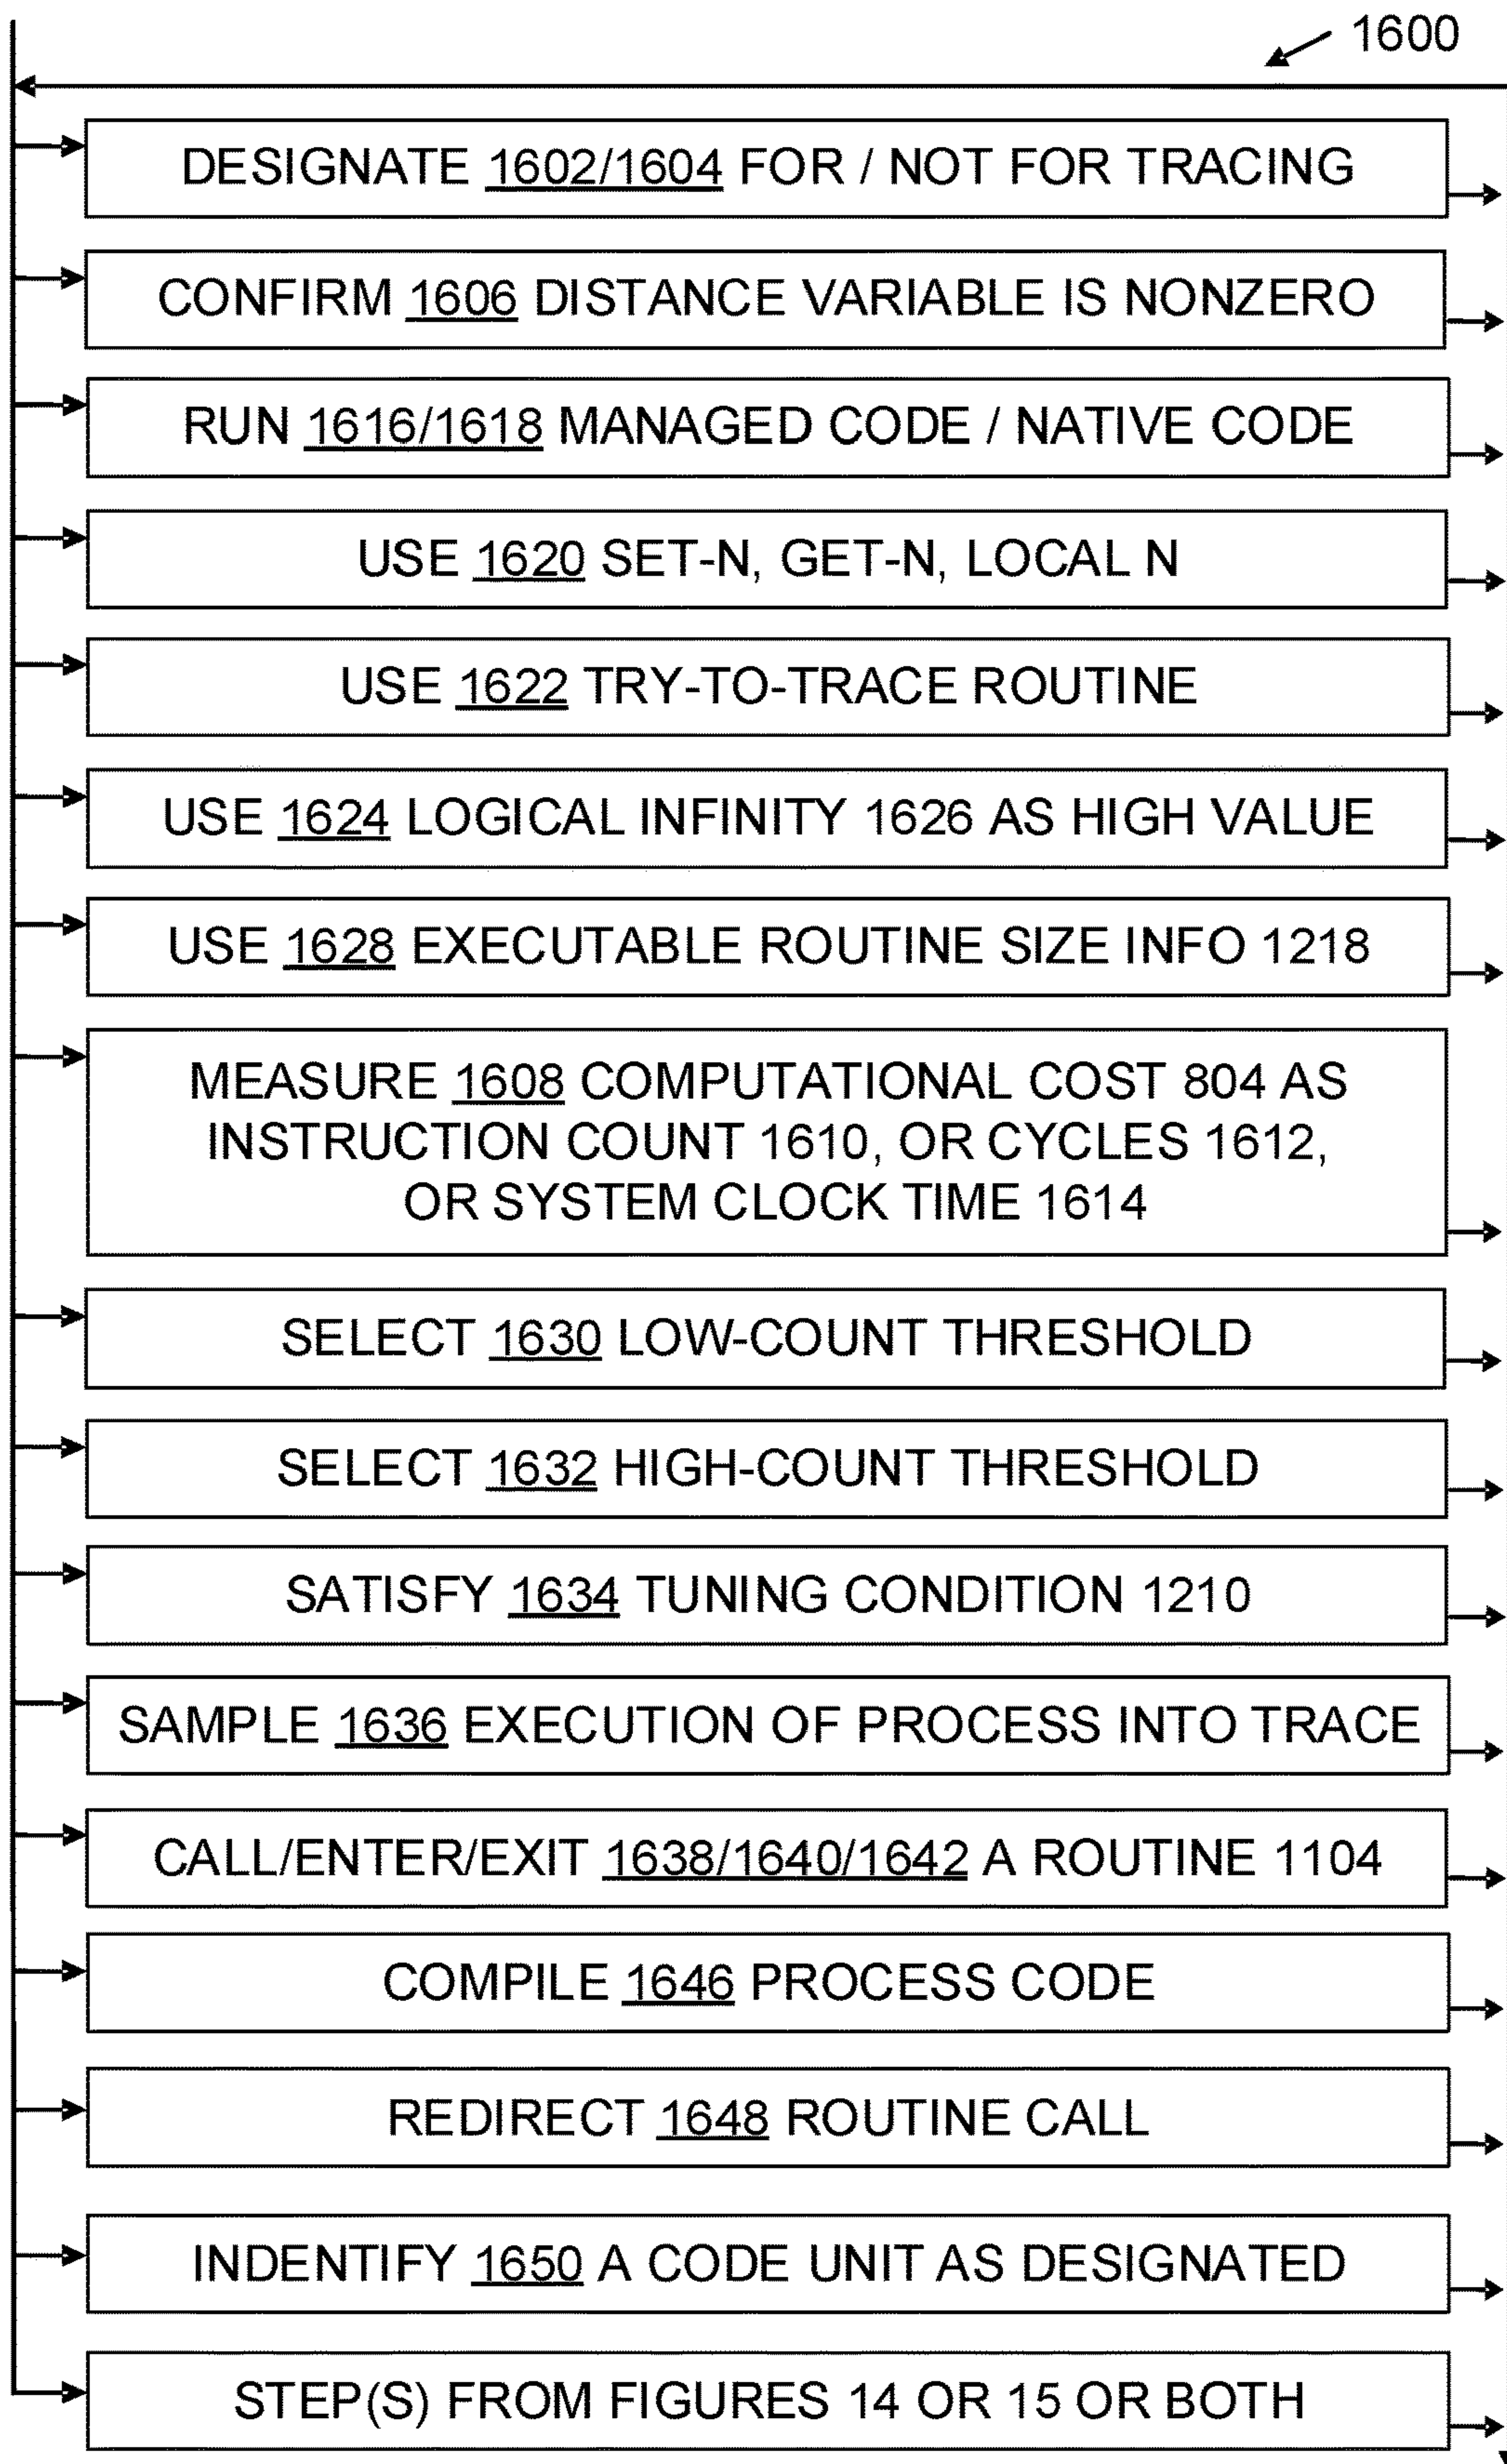 1600
DESIGNATE 1602/1604 FOR / NOT FOR TRACING
CONFIRM 1606 DISTANCE VARIABLE IS NONZERO
RUN 1616/1618 MANAGED CODE / NATIVE CODE
USE 1620 SET-N, GET-N, LOCAL N
USE 1622 TRY-TO-TRACE ROUTINE
USE 1624 LOGICAL INFINITY 1626 AS HIGH VALUE
USE 1628 EXECUTABLE ROUTINE SIZE INFO 1218
MEASURE 1608 COMPUTATIONAL COST 804 AS
INSTRUCTION COUNT 1610, OR CYCLES 1612,
OR SYSTEM CLOCK TIME 1614
SELECT 1630 LOW-COUNT THRESHOLD
SELECT 1632 HIGH-COUNT THRESHOLD
SATISFY 1634 TUNING CONDITION 1210
SAMPLE 1636 EXECUTION OF PROCESS INTO TRACE
CALL/ENTER/EXIT 1638/1640/1642 A ROUTINE 1104
COMPILE 1646 PROCESS CODE
REDIRECT 1648 ROUTINE CALL
INDENTIFY 1650 A CODE UNIT AS DESIGNATED
STEP(S) FROM FIGURES 14 OR 15 OR BOTH